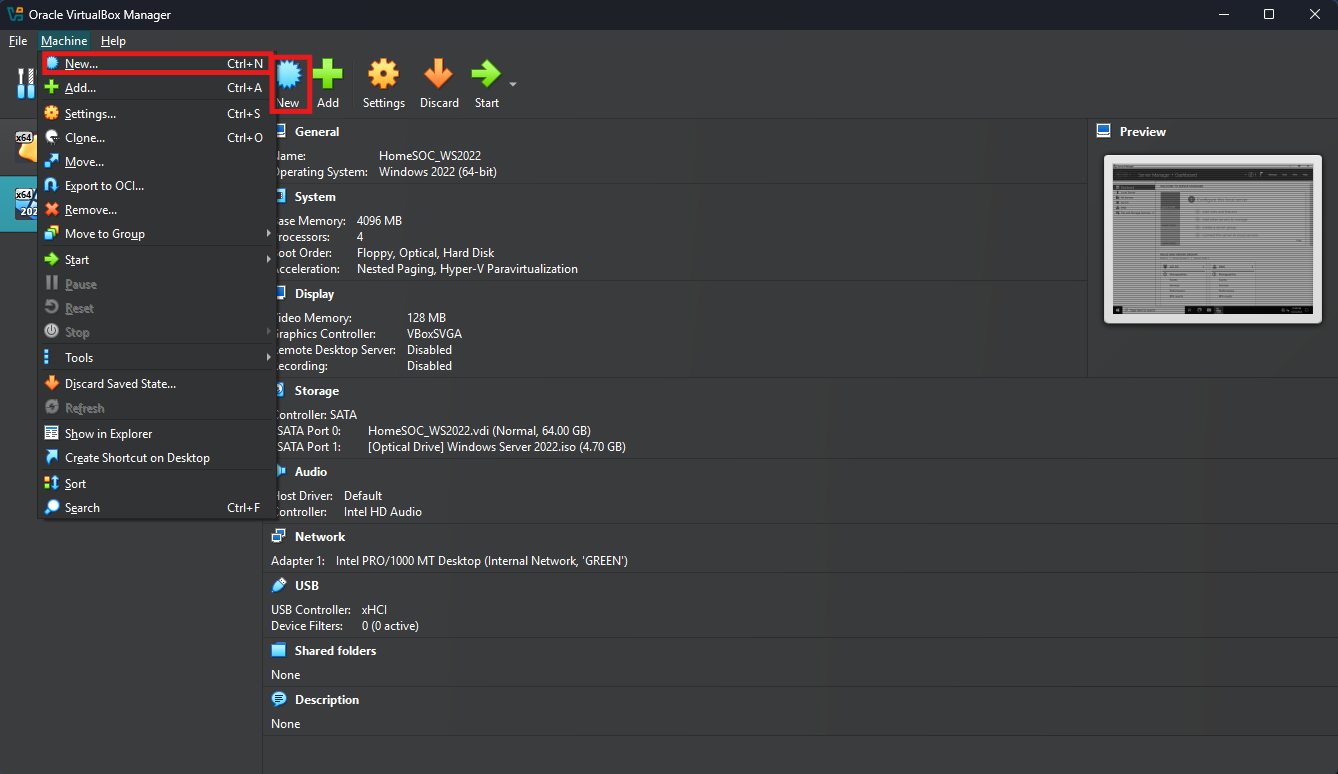 Oracle VirtualBox Manager
File Machine Help
New... Ctrl+N
Add... Ctrl+A
Settings... Ctrl+S
Clone... Ctrl+O
Move...
Export to OCI...
Remove...
Move to Group
Start
Pause
Reset
Stop
Tools
Discard Saved State...
Refresh
Show in Explorer
Create Shortcut on Desktop
Sort
Search Ctrl+F
New Add Settings Discard Start
x64
x64
202
General
Name: HomeSOC_WS2022
Operating System: Windows 2022 (64-bit)
System
Base Memory: 4096 MB
Processors: 4
Boot Order: Floppy, Optical, Hard Disk
Acceleration: Nested Paging, Hyper-V Paravirtualization
Display
Video Memory: 128 MB
Graphics Controller: VBoxSVGA
Remote Desktop Server: Disabled
Recording: Disabled
Storage
Controller: SATA
SATA Port 0: HomeSOC_WS2022.vdi (Normal, 64.00 GB)
SATA Port 1: [Optical Drive] Windows Server 2022.iso (4.70 GB)
Audio
Host Driver: Default
Controller: Intel HD Audio
Network
Adapter 1: Intel PRO/1000 MT Desktop (Internal Network, 'GREEN')
USB
USB Controller: xHCI
Device Filters: 0 (0 active)
Shared folders
None
Description
None
Preview
Server Manager • Dashboard